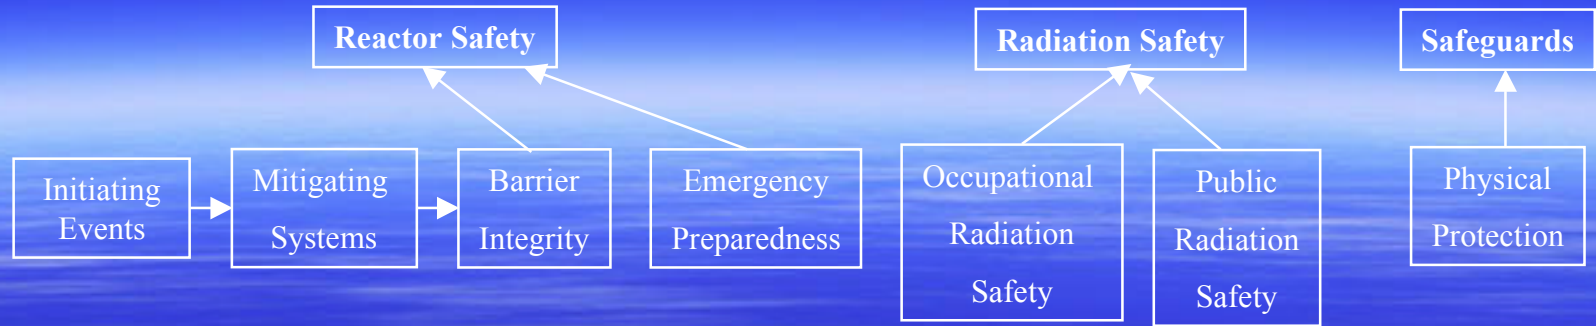 Reactor Safety
Radiation Safety
Safeguards
Initiating
Events
Mitigating
Systems
Barrier
Integrity
Emergency
Preparedness
Occupational
Radiation
Safety
Public
Radiation
Safety
Physical
Protection